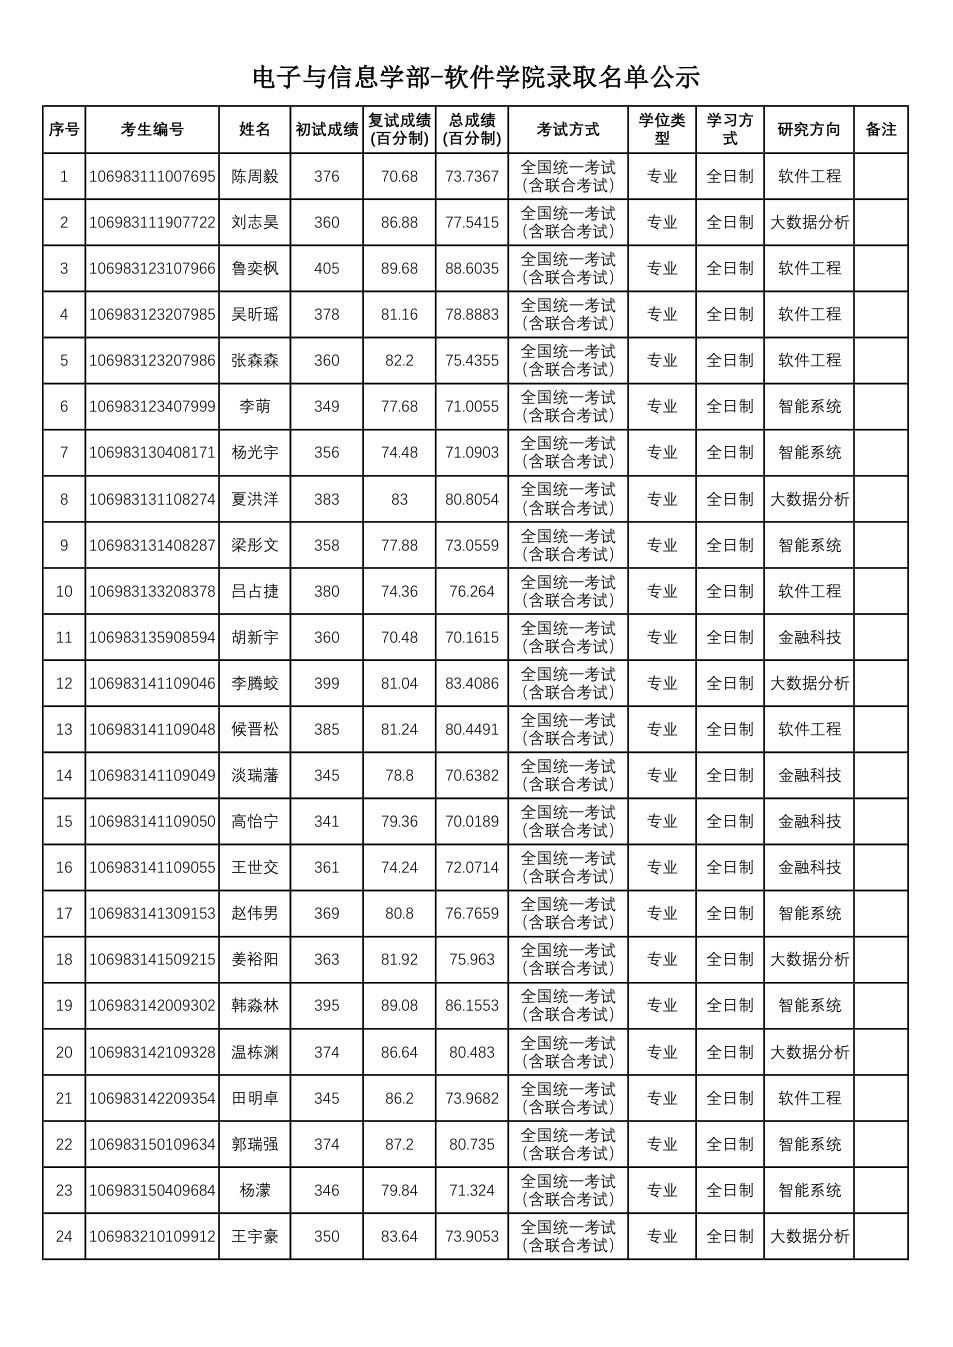 电子与信息学部-软件学院录取名单公示
序号 考生编号 姓名 初试成绩 复试成绩(百分制) 总成绩(百分制) 考试方式 学位类型 学习方式 研究方向 备注
1 106983111007695 陈周毅 376 70.68 73.7367 全国统一考试（含联合考试） 专业 全日制 软件工程
2 106983111907722 刘志昊 360 86.88 77.5415 全国统一考试（含联合考试） 专业 全日制 大数据分析
3 106983123107966 鲁奕枫 405 89.68 88.6035 全国统一考试（含联合考试） 专业 全日制 软件工程
4 106983123207985 吴昕瑶 378 81.16 78.8883 全国统一考试（含联合考试） 专业 全日制 软件工程
5 106983123207986 张森森 360 82.2 75.4355 全国统一考试（含联合考试） 专业 全日制 软件工程
6 106983123407999 李萌 349 77.68 71.0055 全国统一考试（含联合考试） 专业 全日制 智能系统
7 106983130408171 杨光宇 356 74.48 71.0903 全国统一考试（含联合考试） 专业 全日制 智能系统
8 106983131108274 夏洪洋 383 83 80.8054 全国统一考试（含联合考试） 专业 全日制 大数据分析
9 106983131408287 梁彤文 358 77.88 73.0559 全国统一考试（含联合考试） 专业 全日制 智能系统
10 106983133208378 吕占捷 380 74.36 76.264 全国统一考试（含联合考试） 专业 全日制 软件工程
11 106983135908594 胡新宇 360 70.48 70.1615 全国统一考试（含联合考试） 专业 全日制 金融科技
12 106983141109046 李腾蛟 399 81.04 83.4086 全国统一考试（含联合考试） 专业 全日制 大数据分析
13 106983141109048 候晋松 385 81.24 80.4491 全国统一考试（含联合考试） 专业 全日制 软件工程
14 106983141109049 淡瑞藩 345 78.8 70.6382 全国统一考试（含联合考试） 专业 全日制 金融科技
15 106983141109050 高怡宁 341 79.36 70.0189 全国统一考试（含联合考试） 专业 全日制 金融科技
16 106983141109055 王世交 361 74.24 72.0714 全国统一考试（含联合考试） 专业 全日制 金融科技
17 106983141309153 赵伟男 369 80.8 76.7659 全国统一考试（含联合考试） 专业 全日制 智能系统
18 106983141509215 姜裕阳 363 81.92 75.963 全国统一考试（含联合考试） 专业 全日制 大数据分析
19 106983142009302 韩淼林 395 89.08 86.1553 全国统一考试（含联合考试） 专业 全日制 智能系统
20 106983142109328 温栋渊 374 86.64 80.483 全国统一考试（含联合考试） 专业 全日制 大数据分析
21 106983142209354 田明卓 345 86.2 73.9682 全国统一考试（含联合考试） 专业 全日制 软件工程
22 106983150109634 郭瑞强 374 87.2 80.735 全国统一考试（含联合考试） 专业 全日制 智能系统
23 106983150409684 杨濛 346 79.84 71.324 全国统一考试（含联合考试） 专业 全日制 智能系统
24 106983210109912 王宇豪 350 83.64 73.9053 全国统一考试（含联合考试） 专业 全日制 大数据分析